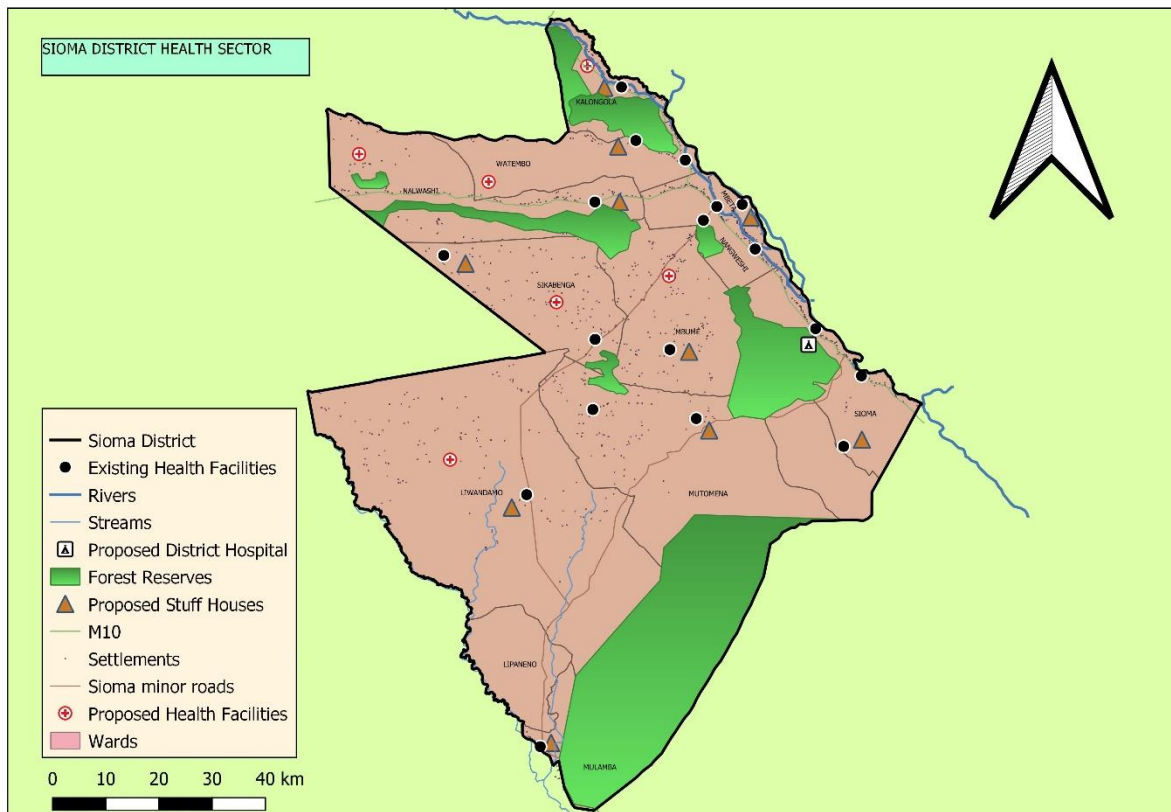 SIOMA DISTRICT HEALTH SECTOR
KALONGOLA
WATEMBO
NALWASHI
MBETA
NANGWESHI
SIKABENGA
MBUME
SIOMA
LIWANDAMO
MUTOMENA
LIPANENO
MULAMBA
Sioma District
Existing Health Facilities
Rivers
Streams
Proposed District Hospital
Forest Reserves
Proposed Stuff Houses
M10
Settlements
Sioma minor roads
Proposed Health Facilities
Wards
0 10 20 30 40 km